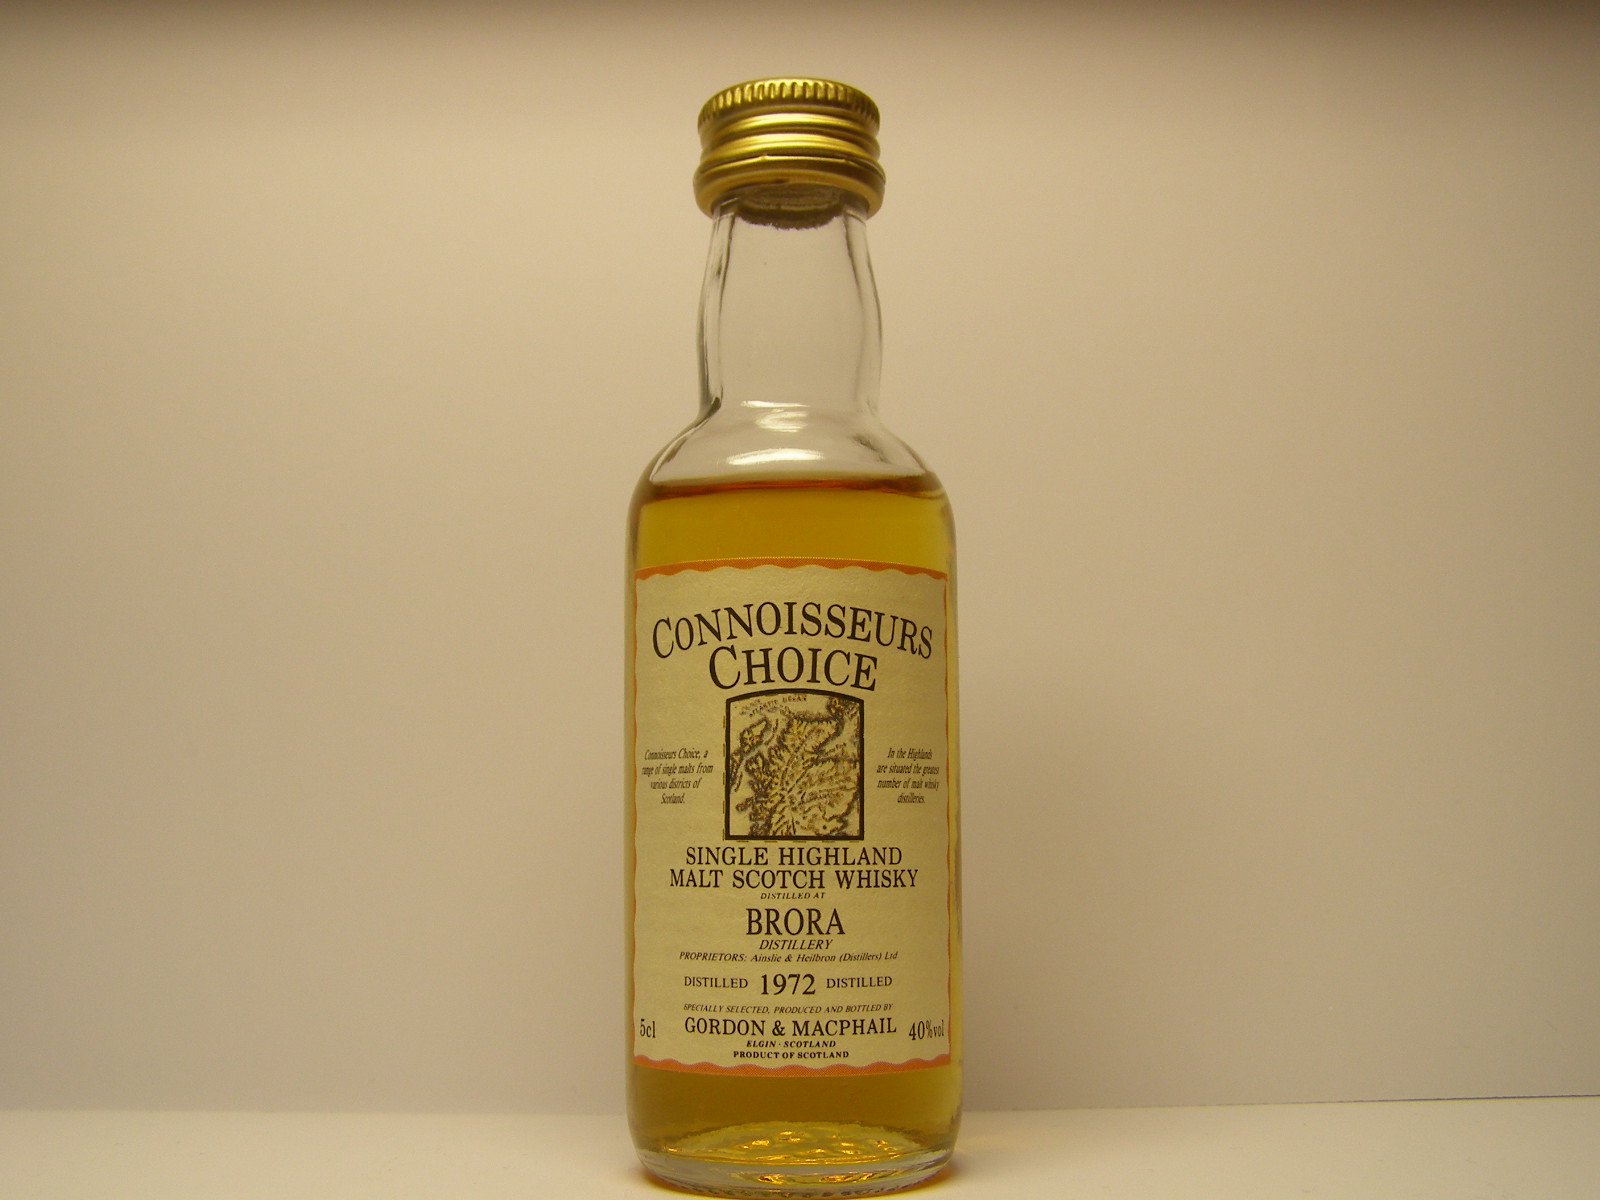 CONNOISSEURS
CHOICE
ATLANTIC OCEAN
Connoisseurs Choice, a
range of single malts from
various districts of
Scotland.
In the Highlands
are situated the greatest
number of malt whisky
distilleries.
SINGLE HIGHLAND
MALT SCOTCH WHISKY
DISTILLED AT
BRORA
DISTILLERY
PROPRIETORS: Ainslie & Heilbron (Distillers) Ltd
DISTILLED 1972 DISTILLED
SPECIALLY SELECTED, PRODUCED AND BOTTLED BY
5cl GORDON & MACPHAIL 40%vol
ELGIN · SCOTLAND
PRODUCT OF SCOTLAND